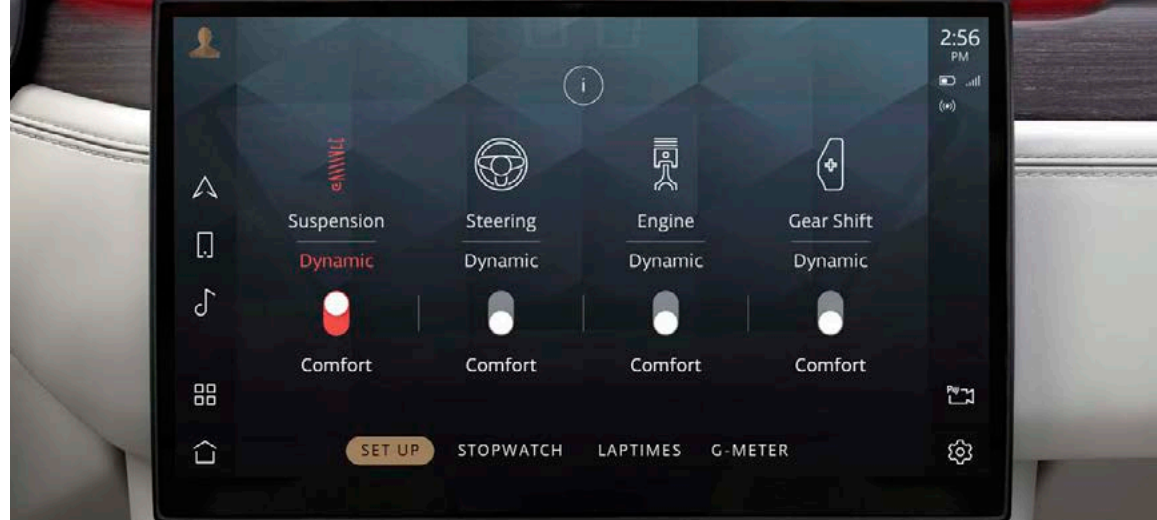 2:56
PM
i
Suspension
Steering
Engine
Gear Shift
Dynamic
Dynamic
Dynamic
Dynamic
Comfort
Comfort
Comfort
Comfort
SET UP
STOPWATCH
LAPTIMES
G-METER